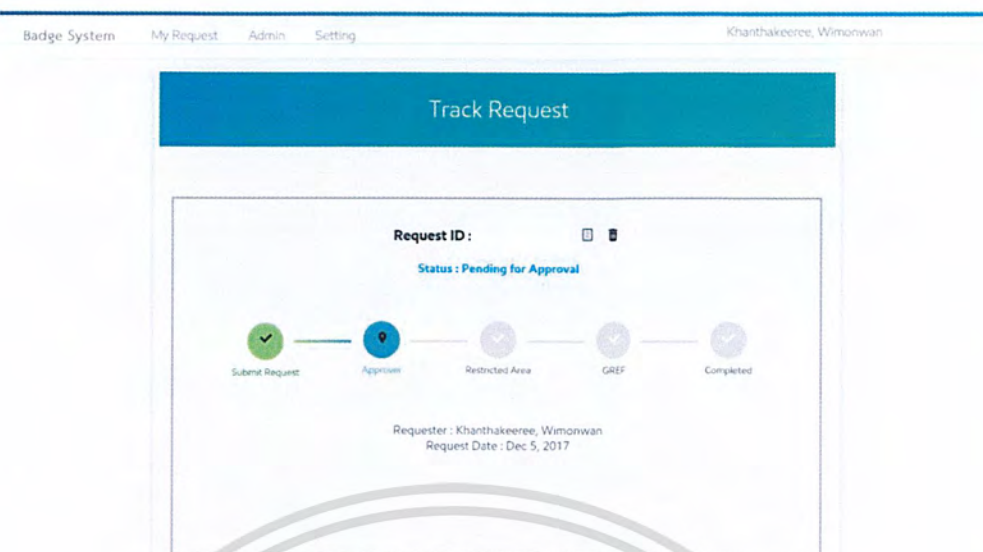 Badge System My Request Admin Setting Khanthakeeree, Wimonwan
Track Request
Request ID :
Status : Pending for Approval
Submit Request Approver Restricted Area GREF Completed
Requester : Khanthakeeree, Wimonwan
Request Date : Dec 5, 2017